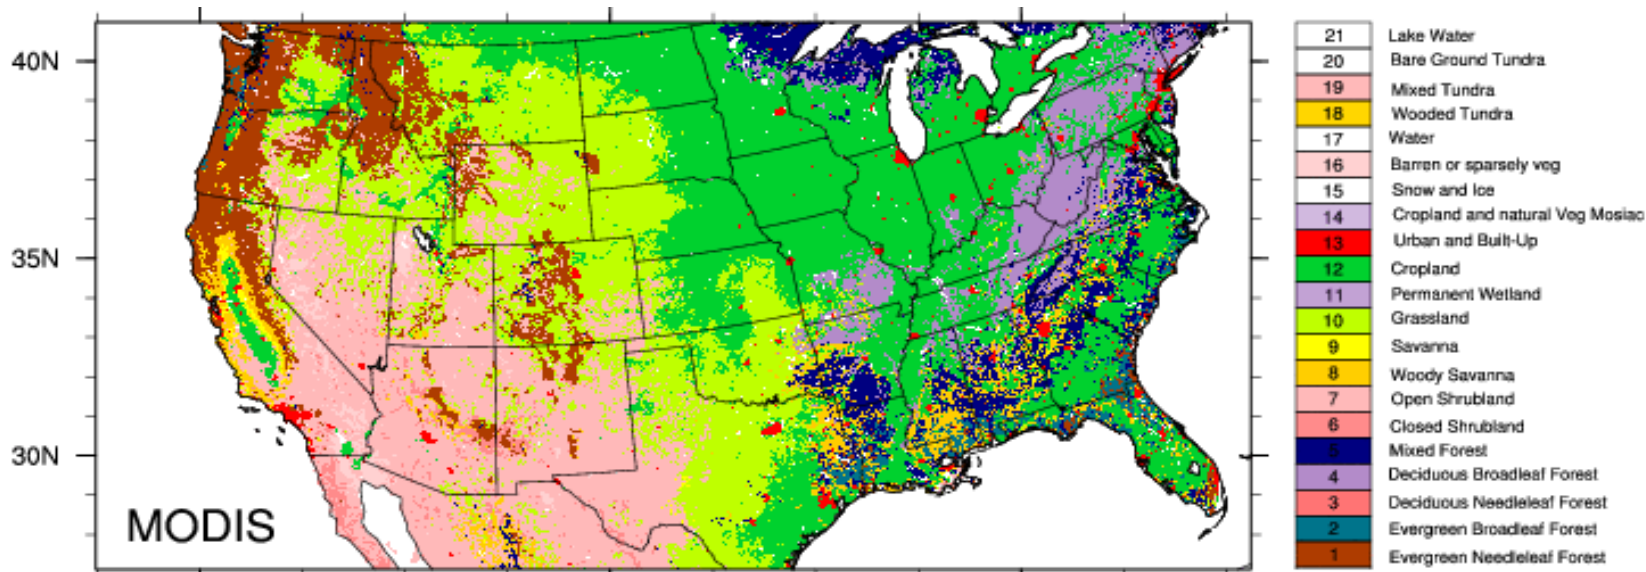 40N
35N
30N
MODIS
21 Lake Water
20 Bare Ground Tundra
19 Mixed Tundra
18 Wooded Tundra
17 Water
16 Barren or sparsely veg
15 Snow and Ice
14 Cropland and natural Veg Mosiac
13 Urban and Built-Up
12 Cropland
11 Permanent Wetland
10 Grassland
9 Savanna
8 Woody Savanna
7 Open Shrubland
6 Closed Shrubland
5 Mixed Forest
4 Deciduous Broadleaf Forest
3 Deciduous Needleleaf Forest
2 Evergreen Broadleaf Forest
1 Evergreen Needleleaf Forest